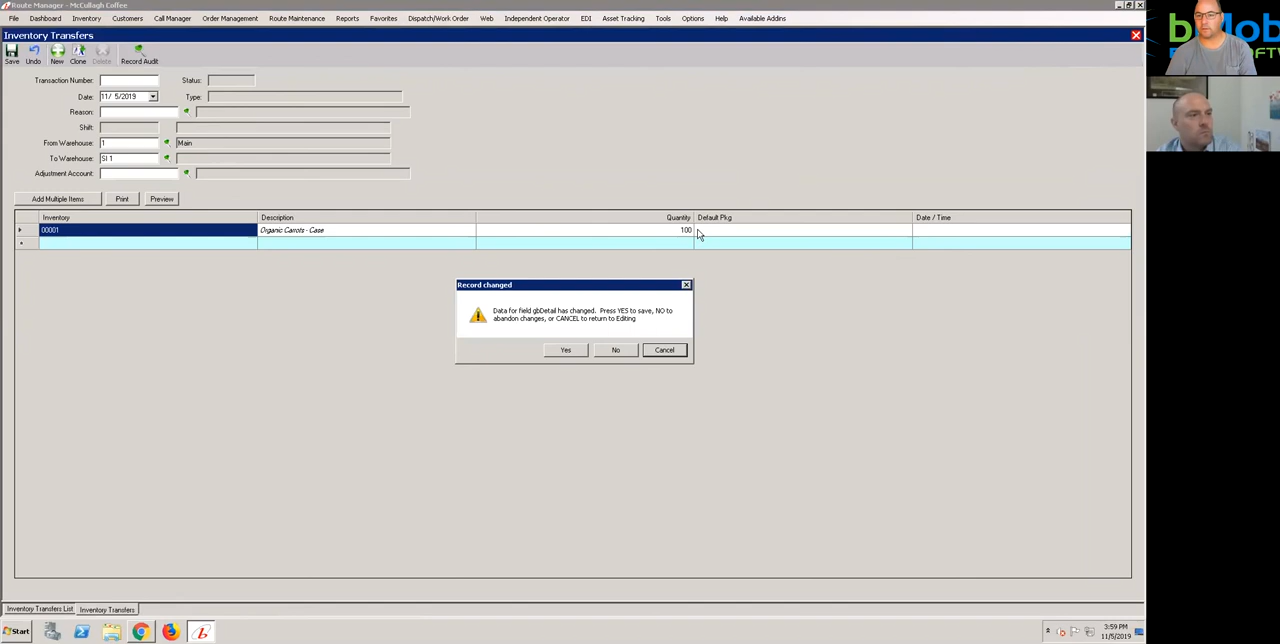 Route Manager - McCullagh Coffee
File Dashboard Inventory Customers Call Manager Order Management Route Maintenance Reports Favorites Dispatch/Work Order Web Independent Operator EDI Asset Tracking Tools Options Help Available Addins
Inventory Transfers
Save Undo New Clone Delete Record Audit
Transaction Number: Status:
Date: 11/ 5/2019 Type:
Reason:
Shift:
From Warehouse: 1 Main
To Warehouse: SI 1
Adjustment Account:
Add Multiple Items Print Preview
Inventory Description Quantity Default Pkg Date / Time
00001 Organic Carrots - Case 100
Record changed
Data for field gbDetail has changed. Press YES to save, NO to
abandon changes, or CANCEL to return to Editing
Yes No Cancel
Inventory Transfers List Inventory Transfers
Start
3:59 PM
11/5/2019